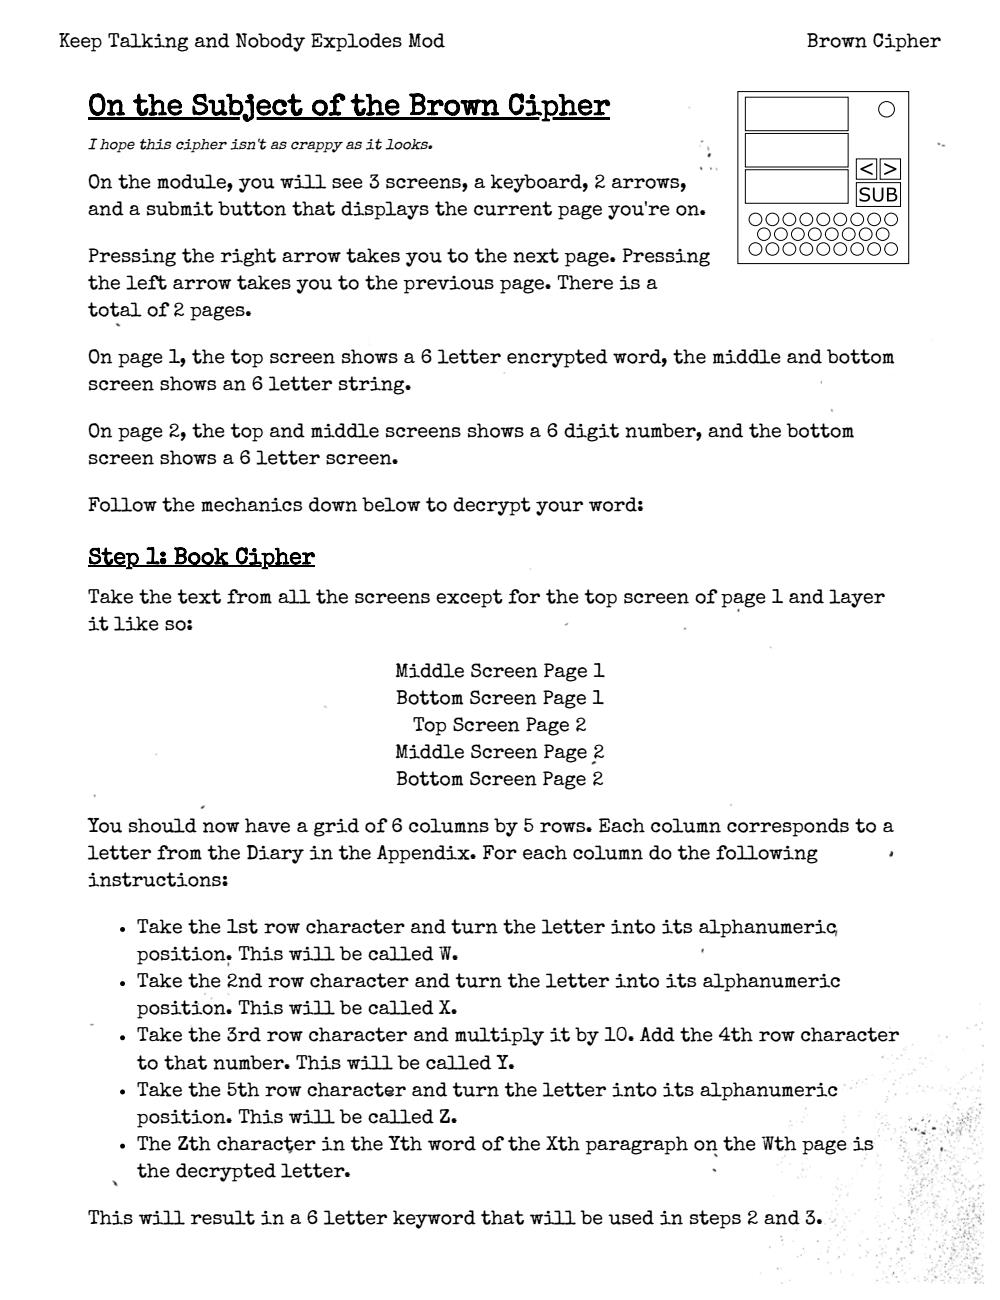 Keep Talking and Nobody Explodes Mod
Brown Cipher
On the Subject of the Brown Cipher
I hope this cipher isn't as crappy as it looks.
On the module, you will see 3 screens, a keyboard, 2 arrows,
and a submit button that displays the current page you're on.
< >
SUB
Pressing the right arrow takes you to the next page. Pressing
the left arrow takes you to the previous page. There is a
total of 2 pages.
On page 1, the top screen shows a 6 letter encrypted word, the middle and bottom
screen shows an 6 letter string.
On page 2, the top and middle screens shows a 6 digit number, and the bottom
screen shows a 6 letter screen.
Follow the mechanics down below to decrypt your word:
Step 1: Book Cipher
Take the text from all the screens except for the top screen of page 1 and layer
it like so:
Middle Screen Page 1
Bottom Screen Page 1
Top Screen Page 2
Middle Screen Page 2
Bottom Screen Page 2
You should now have a grid of 6 columns by 5 rows. Each column corresponds to a
letter from the Diary in the Appendix. For each column do the following
instructions:
• Take the 1st row character and turn the letter into its alphanumeric
position. This will be called W.
• Take the 2nd row character and turn the letter into its alphanumeric
position. This will be called X.
• Take the 3rd row character and multiply it by 10. Add the 4th row character
to that number. This will be called Y.
• Take the 5th row character and turn the letter into its alphanumeric
position. This will be called Z.
• The Zth character in the Yth word of the Xth paragraph on the Wth page is
the decrypted letter.
This will result in a 6 letter keyword that will be used in steps 2 and 3.